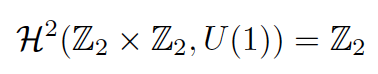 ℋ²(ℤ₂ × ℤ₂, U(1)) = ℤ₂